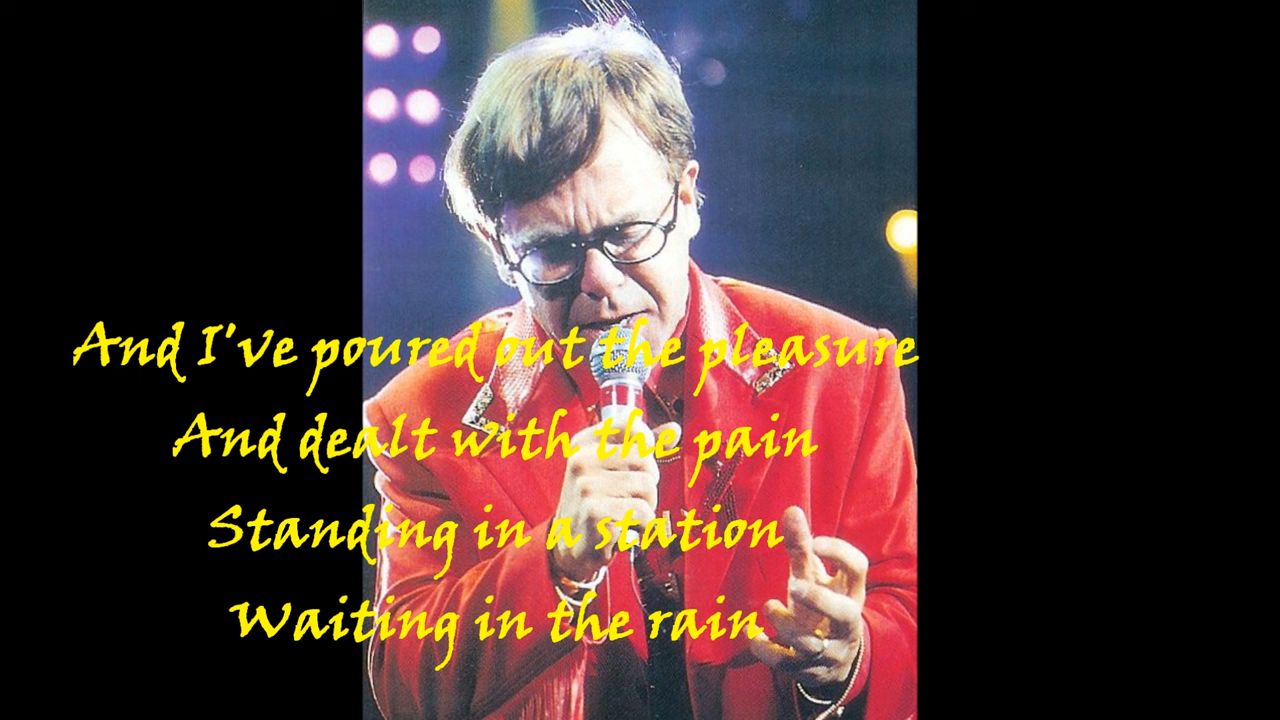 And I've poured out the pleasure
And dealt with the pain
Standing in a station
Waiting in the rain